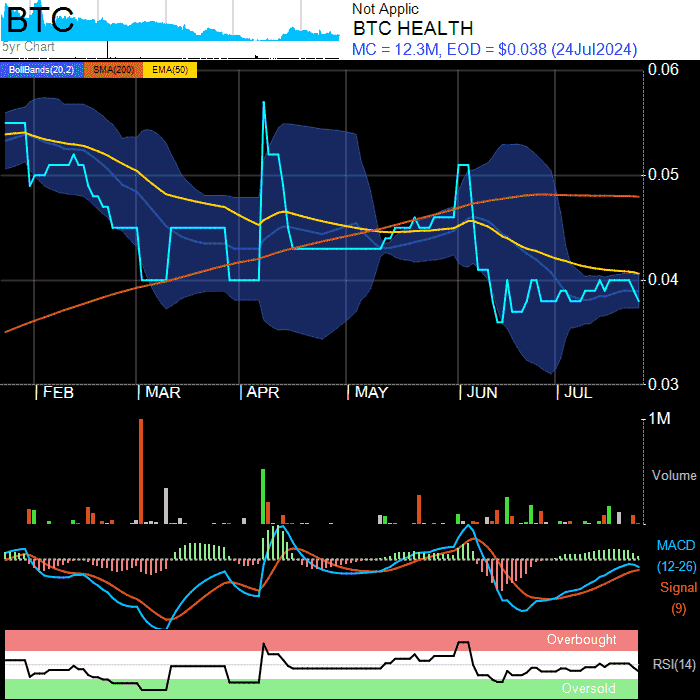 BTC
5yr Chart
Not Applic
BTC HEALTH
MC = 12.3M, EOD = $0.038 (24Jul2024)
BollBands(20,2) SMA(200) EMA(50)
0.06
0.05
0.04
0.03
FEB MAR APR MAY JUN JUL
1M
Volume
MACD
(12-26)
Signal
(9)
Overbought
RSI(14)
Oversold